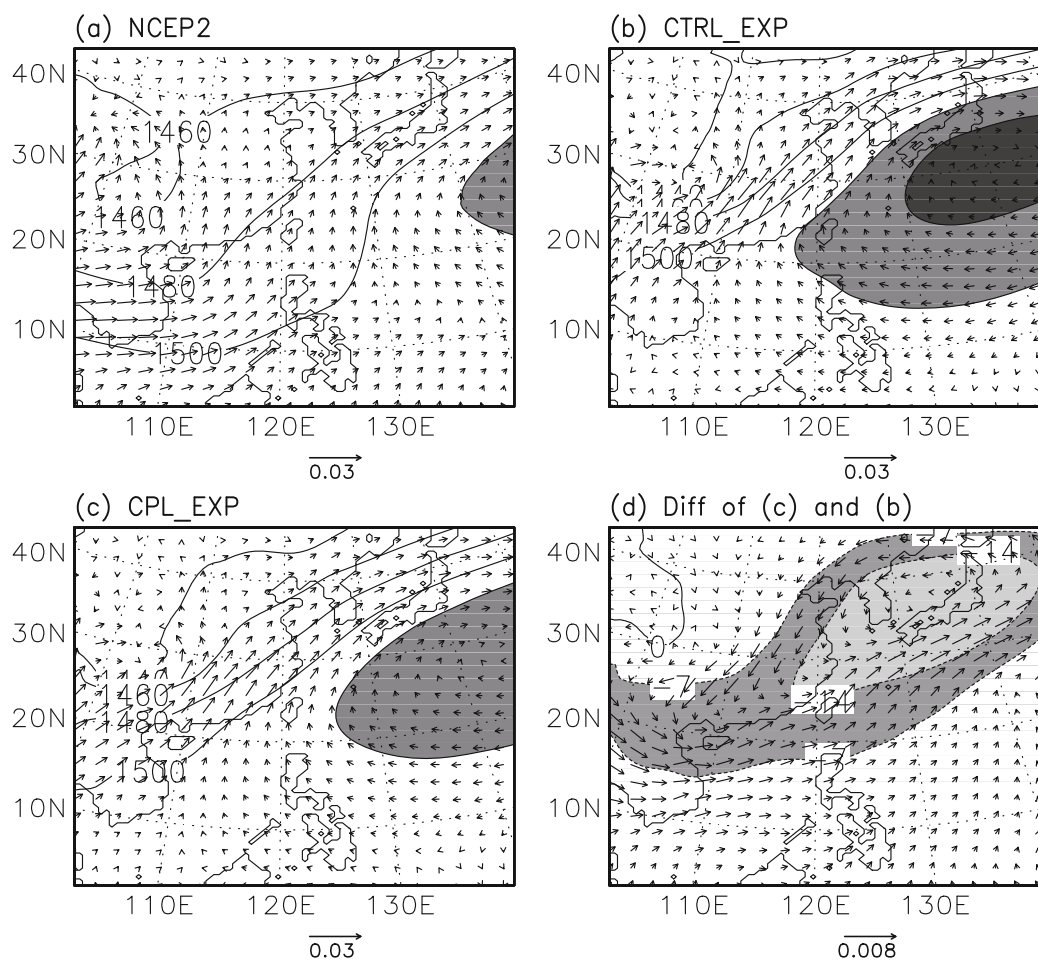 (a) NCEP2
40N
30N
20N
10N
1460
1460
1480
1500
110E 120E 130E
0.03
(b) CTRL_EXP
40N
30N
20N
10N
1480
1500
110E 120E 130E
0.03
(c) CPL_EXP
40N
30N
20N
10N
1460
1480
1500
110E 120E 130E
0.03
(d) Diff of (c) and (b)
40N
30N
20N
10N
-14
0
-7
-14
110E 120E 130E
0.008